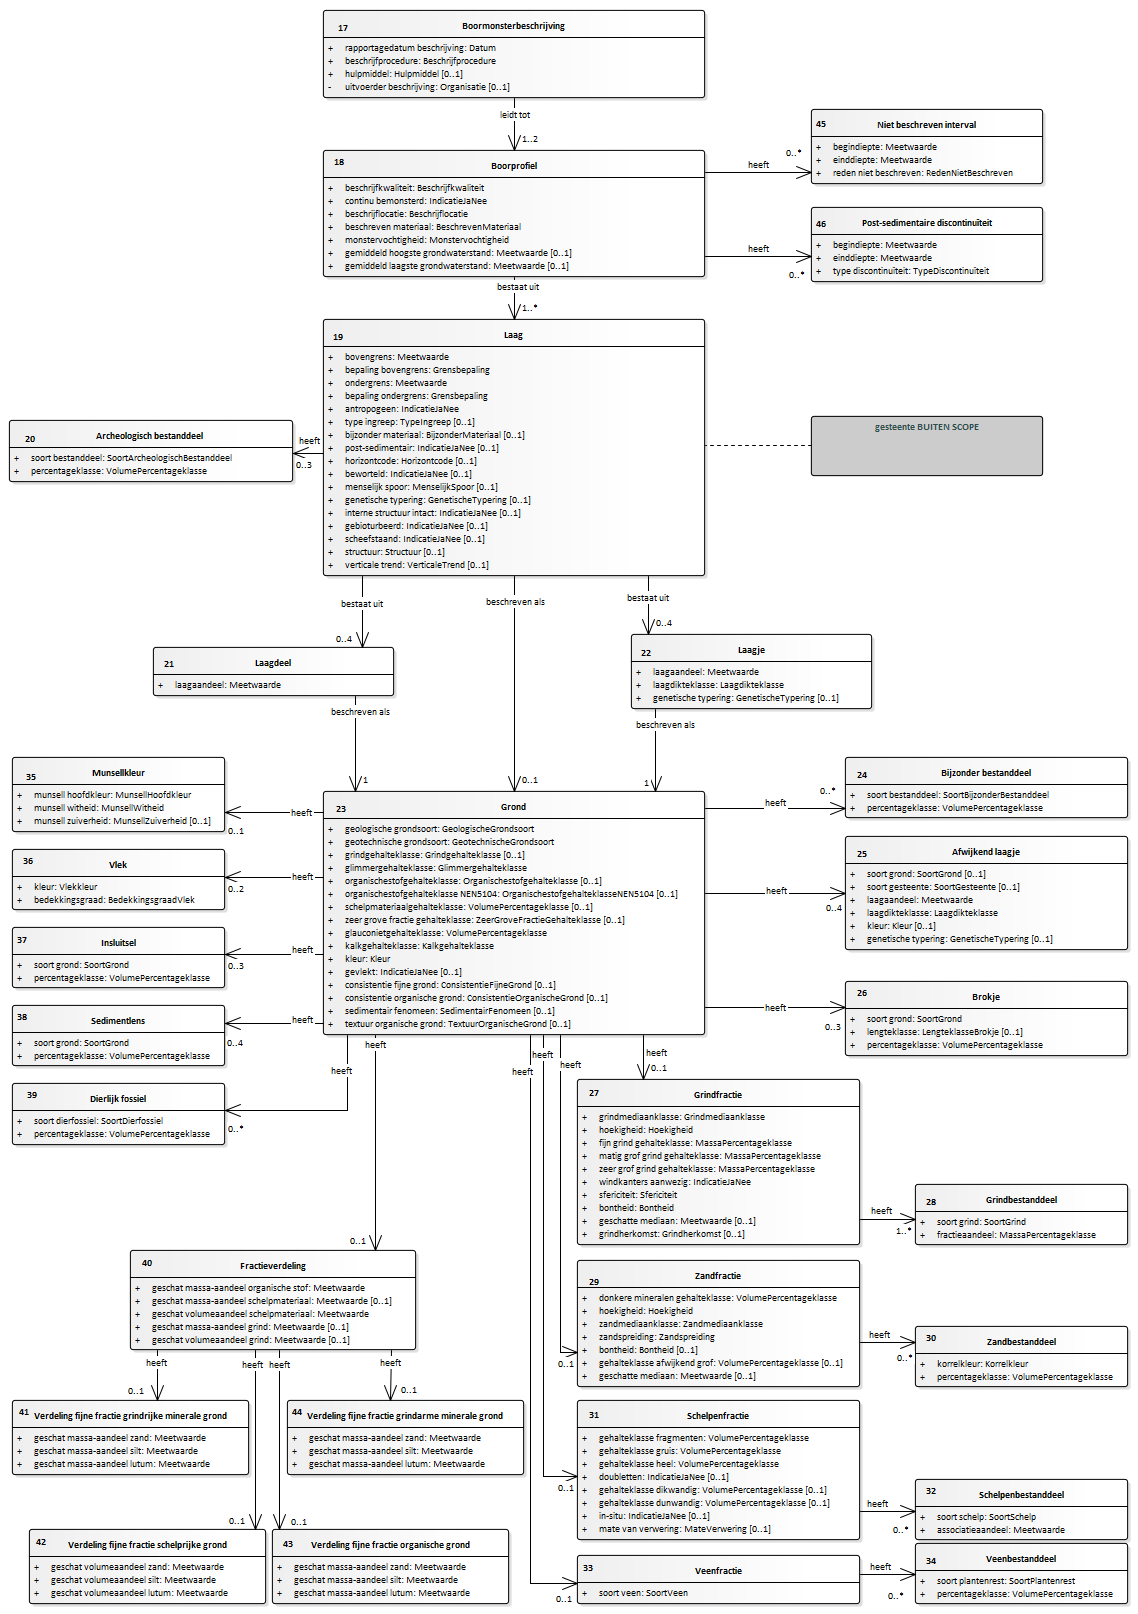 17 Boormonsterbeschrijving
+ rapportagedatum beschrijving: Datum
+ beschrijfprocedure: Beschrijfprocedure
+ hulpmiddel: Hulpmiddel [0..1]
- uitvoerder beschrijving: Organisatie [0..1]
leidt tot
1..2
18 Boorprofiel
+ beschrijfkwaliteit: Beschrijfkwaliteit
+ continu bemonsterd: IndicatieJaNee
+ beschrijflocatie: Beschrijflocatie
+ beschreven materiaal: BeschrevenMateriaal
+ monstervochtigheid: Monstervochtigheid
+ gemiddeld hoogste grondwaterstand: Meetwaarde [0..1]
+ gemiddeld laagste grondwaterstand: Meetwaarde [0..1]
heeft
0..*
45 Niet beschreven interval
+ begindiepte: Meetwaarde
+ einddiepte: Meetwaarde
+ reden niet beschreven: RedenNietBeschreven
heeft
0..*
46 Post-sedimentaire discontinuïteit
+ begindiepte: Meetwaarde
+ einddiepte: Meetwaarde
+ type discontinuïteit: TypeDiscontinuïteit
bestaat uit
1..*
19 Laag
+ bovengrens: Meetwaarde
+ bepaling bovengrens: Grensbepaling
+ ondergrens: Meetwaarde
+ bepaling ondergrens: Grensbepaling
+ antropogeen: IndicatieJaNee
+ type ingreep: TypeIngreep [0..1]
+ bijzonder materiaal: BijzonderMateriaal [0..1]
+ post-sedimentair: IndicatieJaNee [0..1]
+ horizontcode: Horizontcode [0..1]
+ beworteld: IndicatieJaNee [0..1]
+ menselijk spoor: MenselijkSpoor [0..1]
+ genetische typering: GenetischeTypering [0..1]
+ interne structuur intact: IndicatieJaNee [0..1]
+ gebioturbeerd: IndicatieJaNee [0..1]
+ scheefstaand: IndicatieJaNee [0..1]
+ structuur: Structuur [0..1]
+ verticale trend: VerticaleTrend [0..1]
heeft
0..3
20 Archeologisch bestanddeel
+ soort bestanddeel: SoortArcheologischBestanddeel
+ percentageklasse: VolumePercentageklasse
gesteente BUITEN SCOPE
bestaat uit
0..4
beschreven als
0..1
bestaat uit
0..4
21 Laagdeel
+ laagaandeel: Meetwaarde
beschreven als
1
22 Laagje
+ laagaandeel: Meetwaarde
+ laagdikteklasse: Laagdikteklasse
+ genetische typering: GenetischeTypering [0..1]
beschreven als
1
23 Grond
+ geologische grondsoort: GeologischeGrondsoort
+ geotechnische grondsoort: GeotechnischeGrondsoort
+ grindgehalteklasse: Grindgehalteklasse [0..1]
+ glimmergehalteklasse: Glimmergehalteklasse
+ organischestofgehalteklasse: Organischestofgehalteklasse [0..1]
+ organischestofgehalteklasse NEN5104: OrganischestofgehalteklasseNEN5104 [0..1]
+ schelpmateriaalgehalteklasse: VolumePercentageklasse [0..1]
+ zeer grove fractie gehalteklasse: ZeerGroveFractieGehalteklasse [0..1]
+ glauconietgehalteklasse: VolumePercentageklasse
+ kalkgehalteklasse: Kalkgehalteklasse
+ kleur: Kleur
+ gevlekt: IndicatieJaNee [0..1]
+ consistentie fijne grond: ConsistentieFijneGrond [0..1]
+ consistentie organische grond: ConsistentieOrganischeGrond [0..1]
+ sedimentair fenomeen: SedimentairFenomeen [0..1]
+ textuur organische grond: TextuurOrganischeGrond [0..1]
heeft
0..1
35 Munsellkleur
+ munsell hoofdkleur: MunsellHoofdkleur
+ munsell witheid: MunsellWitheid
+ munsell zuiverheid: MunsellZuiverheid [0..1]
heeft
0..2
36 Vlek
+ kleur: Vlekkleur
+ bedekkingsgraad: BedekkingsgraadVlek
heeft
0..3
37 Insluitsel
+ soort grond: SoortGrond
+ percentageklasse: VolumePercentageklasse
heeft
0..4
38 Sedimentlens
+ soort grond: SoortGrond
+ percentageklasse: VolumePercentageklasse
heeft
0..*
39 Dierlijk fossiel
+ soort dierfossiel: SoortDierfossiel
+ percentageklasse: VolumePercentageklasse
heeft
0..*
24 Bijzonder bestanddeel
+ soort bestanddeel: SoortBijzonderBestanddeel
+ percentageklasse: VolumePercentageklasse
heeft
0..4
25 Afwijkend laagje
+ soort grond: SoortGrond [0..1]
+ soort gesteente: SoortGesteente [0..1]
+ laagaandeel: Meetwaarde
+ laagdikteklasse: Laagdikteklasse
+ kleur: Kleur [0..1]
+ genetische typering: GenetischeTypering [0..1]
heeft
0..3
26 Brokje
+ soort grond: SoortGrond
+ lengteklasse: LengteklasseBrokje [0..1]
+ percentageklasse: VolumePercentageklasse
heeft
0..1
27 Grindfractie
+ grindmediaanklasse: Grindmediaanklasse
+ hoekigheid: Hoekigheid
+ fijn grind gehalteklasse: MassaPercentageklasse
+ matig grof grind gehalteklasse: MassaPercentageklasse
+ zeer grof grind gehalteklasse: MassaPercentageklasse
+ windkanters aanwezig: IndicatieJaNee
+ sfericiteit: Sfericiteit
+ bontheid: Bontheid
+ geschatte mediaan: Meetwaarde [0..1]
+ grindherkomst: Grindherkomst [0..1]
heeft
1..*
28 Grindbestanddeel
+ soort grind: SoortGrind
+ fractieaandeel: MassaPercentageklasse
heeft
0..1
29 Zandfractie
+ donkere mineralen gehalteklasse: VolumePercentageklasse
+ hoekigheid: Hoekigheid
+ zandmediaanklasse: Zandmediaanklasse
+ zandspreiding: Zandspreiding
+ bontheid: Bontheid [0..1]
+ gehalteklasse afwijkend grof: VolumePercentageklasse [0..1]
+ geschatte mediaan: Meetwaarde [0..1]
heeft
0..*
30 Zandbestanddeel
+ korrelkleur: Korrelkleur
+ percentageklasse: VolumePercentageklasse
heeft
0..1
31 Schelpenfractie
+ gehalteklasse fragmenten: VolumePercentageklasse
+ gehalteklasse gruis: VolumePercentageklasse
+ gehalteklasse heel: VolumePercentageklasse
+ doubletten: IndicatieJaNee [0..1]
+ gehalteklasse dikwandig: VolumePercentageklasse [0..1]
+ gehalteklasse dunwandig: VolumePercentageklasse [0..1]
+ in-situ: IndicatieJaNee [0..1]
+ mate van verwering: MateVerwering [0..1]
heeft
0..*
32 Schelpenbestanddeel
+ soort schelp: SoortSchelp
+ associatieaandeel: Meetwaarde
heeft
0..1
33 Veenfractie
+ soort veen: SoortVeen
heeft
0..*
34 Veenbestanddeel
+ soort plantenrest: SoortPlantenrest
+ percentageklasse: VolumePercentageklasse
0..1
40 Fractieverdeling
+ geschat massa-aandeel organische stof: Meetwaarde
+ geschat massa-aandeel schelpmateriaal: Meetwaarde [0..1]
+ geschat volumeaandeel schelpmateriaal: Meetwaarde
+ geschat massa-aandeel grind: Meetwaarde [0..1]
+ geschat volumeaandeel grind: Meetwaarde [0..1]
heeft
0..1
heeft
0..1
heeft
0..1
heeft
0..1
41 Verdeling fijne fractie grindrijke minerale grond
+ geschat massa-aandeel zand: Meetwaarde
+ geschat massa-aandeel silt: Meetwaarde
+ geschat massa-aandeel lutum: Meetwaarde
44 Verdeling fijne fractie grindarme minerale grond
+ geschat massa-aandeel zand: Meetwaarde
+ geschat massa-aandeel silt: Meetwaarde
+ geschat massa-aandeel lutum: Meetwaarde
42 Verdeling fijne fractie schelprijke grond
+ geschat volumeaandeel zand: Meetwaarde
+ geschat volumeaandeel silt: Meetwaarde
+ geschat volumeaandeel lutum: Meetwaarde
43 Verdeling fijne fractie organische grond
+ geschat massa-aandeel zand: Meetwaarde
+ geschat massa-aandeel silt: Meetwaarde
+ geschat massa-aandeel lutum: Meetwaarde